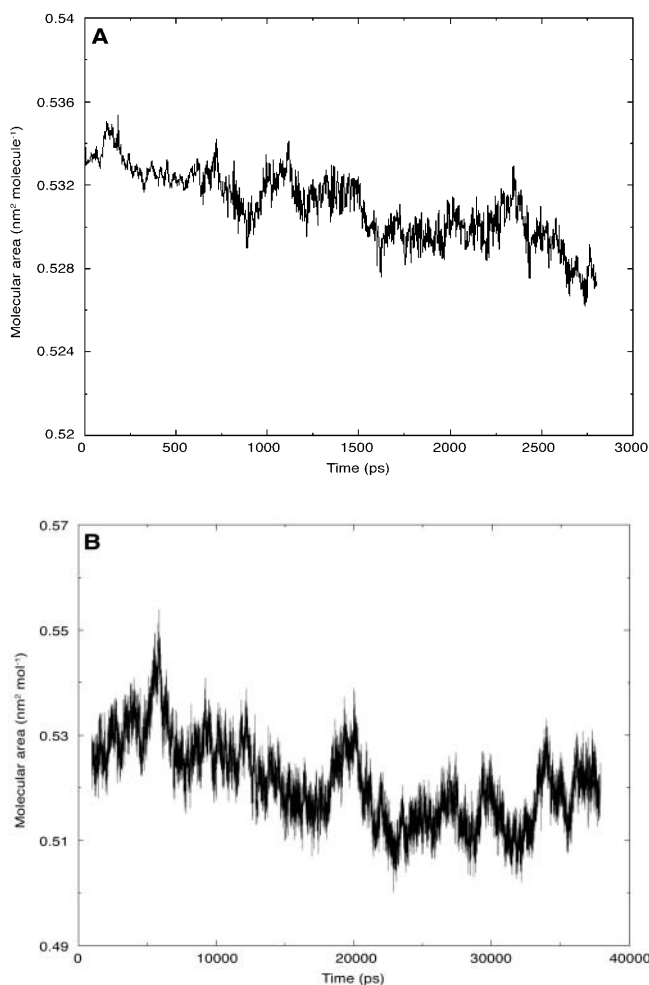 A
0.54
0.536
0.532
0.528
0.524
0.52
Molecular area (nm² molecule⁻¹)
0 500 1000 1500 2000 2500 3000
Time (ps)
B
0.57
0.55
0.53
0.51
0.49
Molecular area (nm² mol⁻¹)
0 10000 20000 30000 40000
Time (ps)